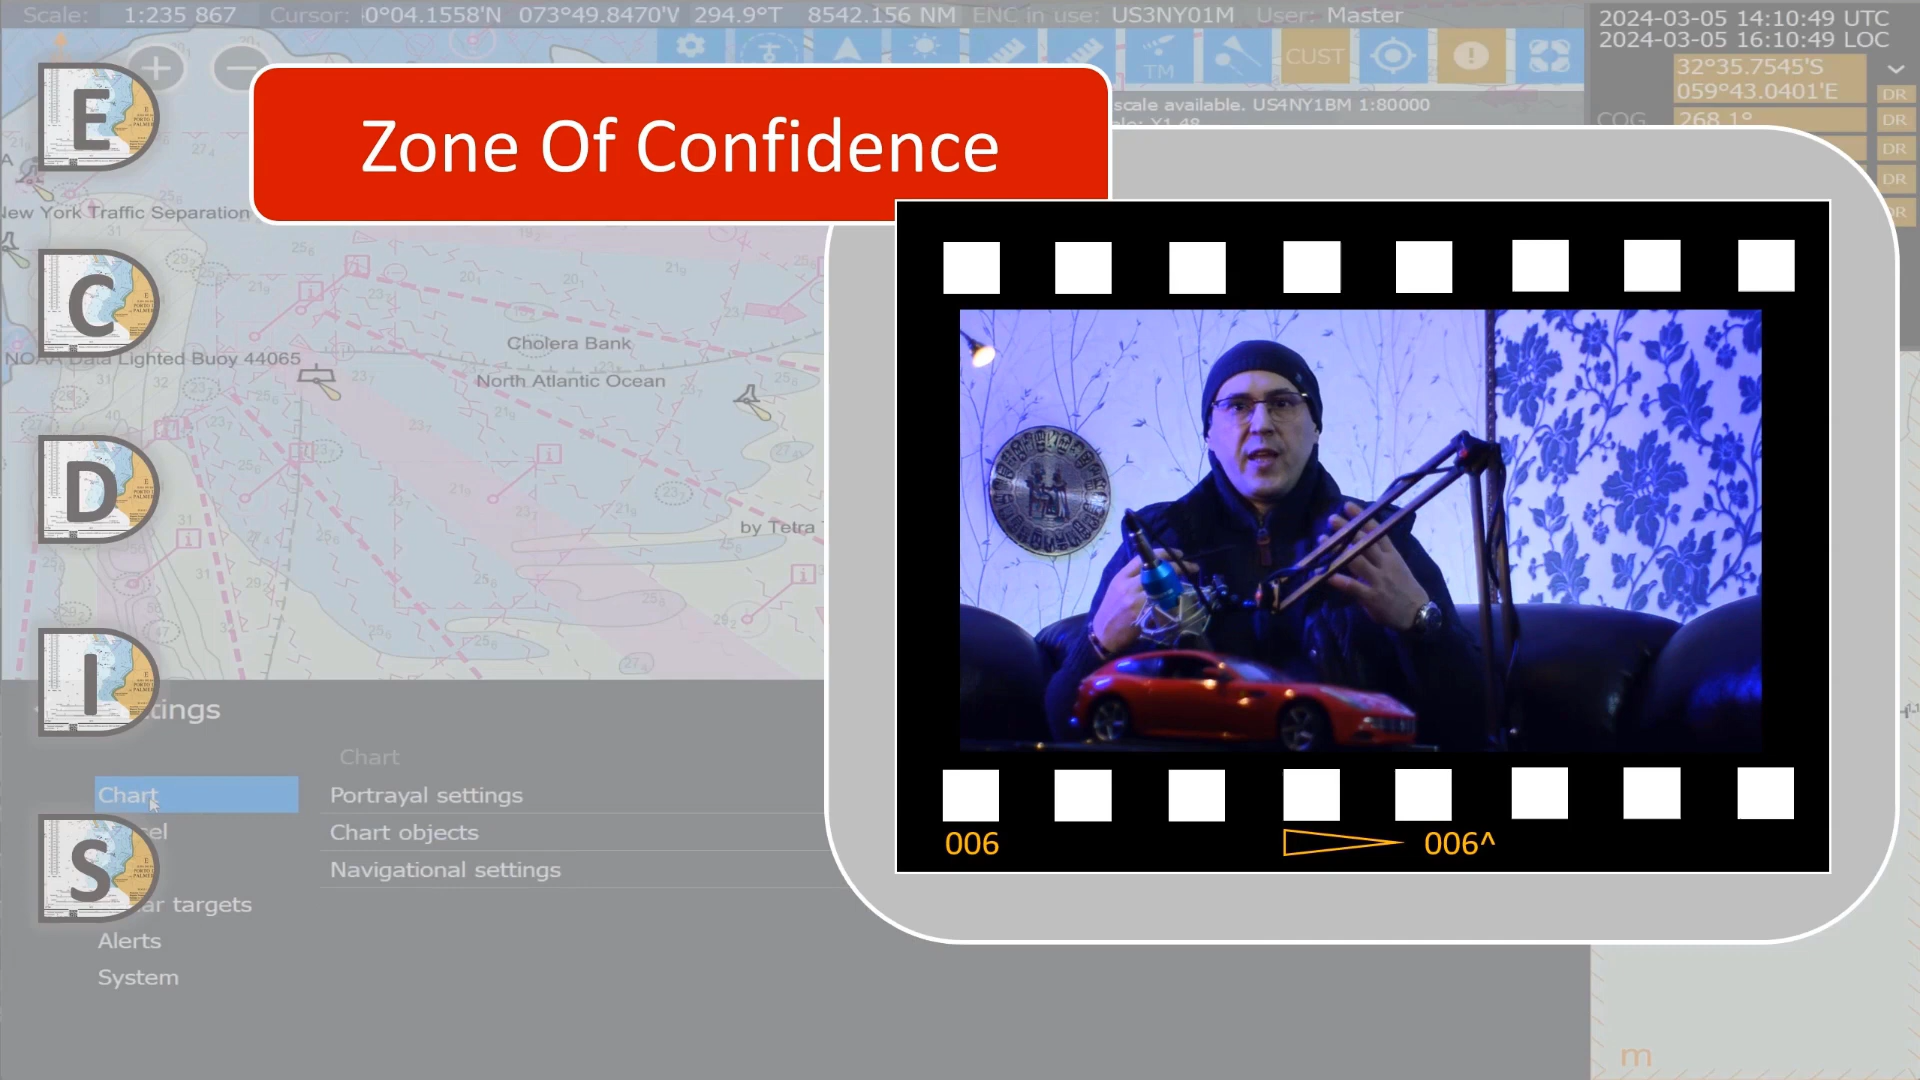 Scale: 1:235 867 Cursor: 0°04.1558'N 073°49.8470'V 294.9°T 8542.156 NM ENC in use: US3NY01M User: Master
2024-03-05 14:10:49 UTC
2024-03-05 16:10:49 LOC
TM
CUST
32°35.7545'S
059°43.0401'E
DR
scale available. US4NY1BM 1:80000
COG 268.1° DR
DR
DR
E
Zone Of Confidence
New York Traffic Separation
C
Cholera Bank
NOAA Data Lighted Buoy 44065
North Atlantic Ocean
D
by Tetra
I
tings
Chart
Chart
Portrayal settings
Chart objects
Navigational settings
S
ar targets
Alerts
System
006
006^
m